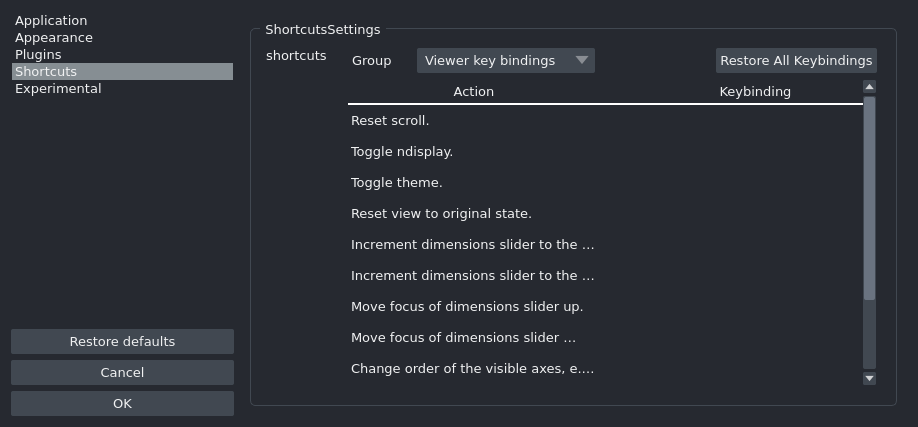 Application
Appearance
Plugins
Shortcuts
Experimental
Restore defaults
Cancel
OK
ShortcutsSettings
shortcuts
Group
Viewer key bindings
Restore All Keybindings
Action
Keybinding
Reset scroll.
Toggle ndisplay.
Toggle theme.
Reset view to original state.
Increment dimensions slider to the …
Increment dimensions slider to the …
Move focus of dimensions slider up.
Move focus of dimensions slider …
Change order of the visible axes, e.…